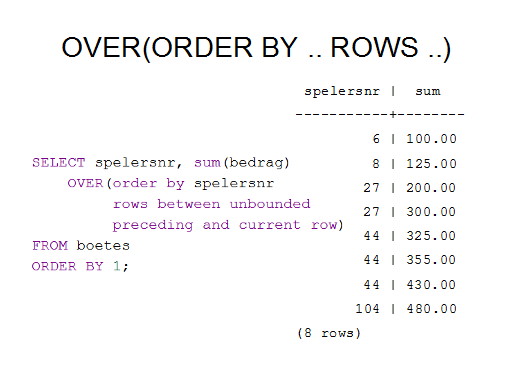 OVER(ORDER BY .. ROWS ..)
SELECT spelersnr, sum(bedrag)
OVER(order by spelersnr
rows between unbounded
preceding and current row)
FROM boetes
ORDER BY 1;
spelersnr | sum
-----------+--------
6 | 100.00
8 | 125.00
27 | 200.00
27 | 300.00
44 | 325.00
44 | 355.00
44 | 430.00
104 | 480.00
(8 rows)